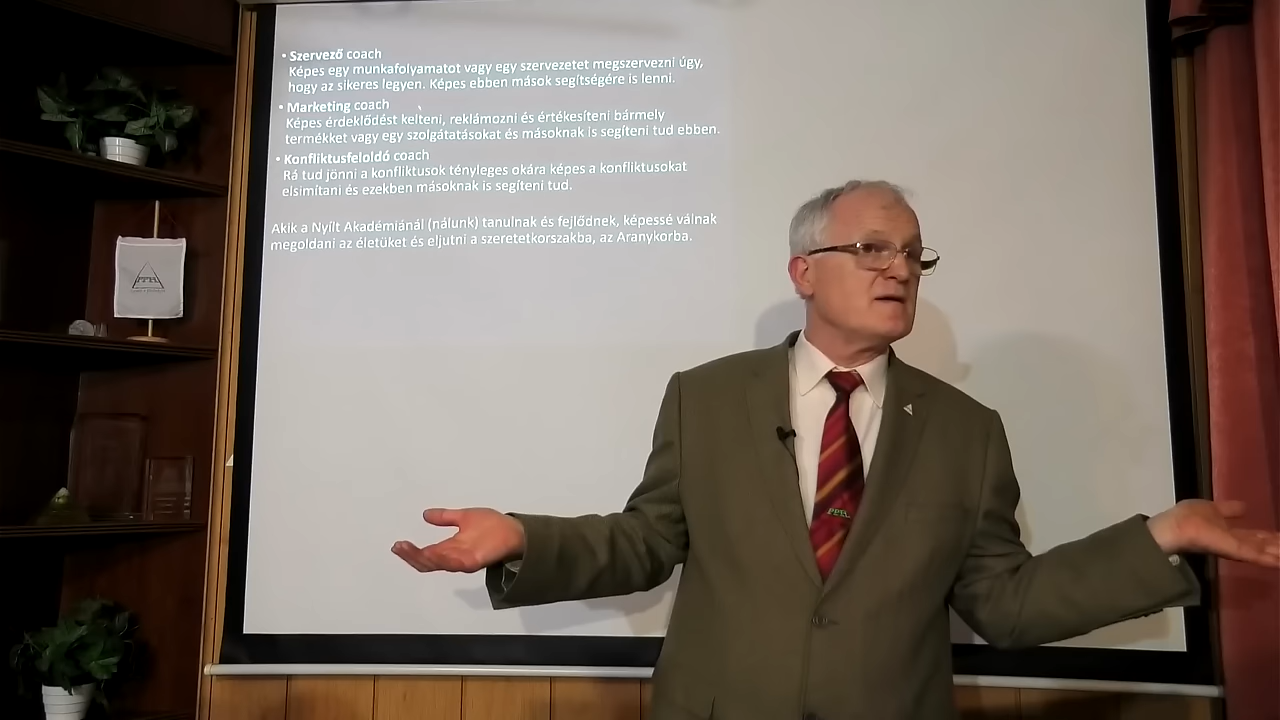 • Szervező coach
Képes egy munkafolyamatot vagy egy szervezetet megszervezni úgy,
hogy az sikeres legyen. Képes ebben mások segítségére is lenni.
• Marketing coach
Képes érdeklődést kelteni, reklámozni és értékesíteni bármely
termékket vagy egy szolgátatásokat és másoknak is segíteni tud ebben.
• Konfliktusfeloldó coach
Rá tud jönni a konfliktusok tényleges okára képes a konfliktusokat
elsimítani és ezekben másoknak is segíteni tud.
Akik a Nyílt Akadémiánál (nálunk) tanulnak és fejlődnek, képessé válnak
megoldani az életüket és eljutni a szeretetkorszakba, az Aranykorba.